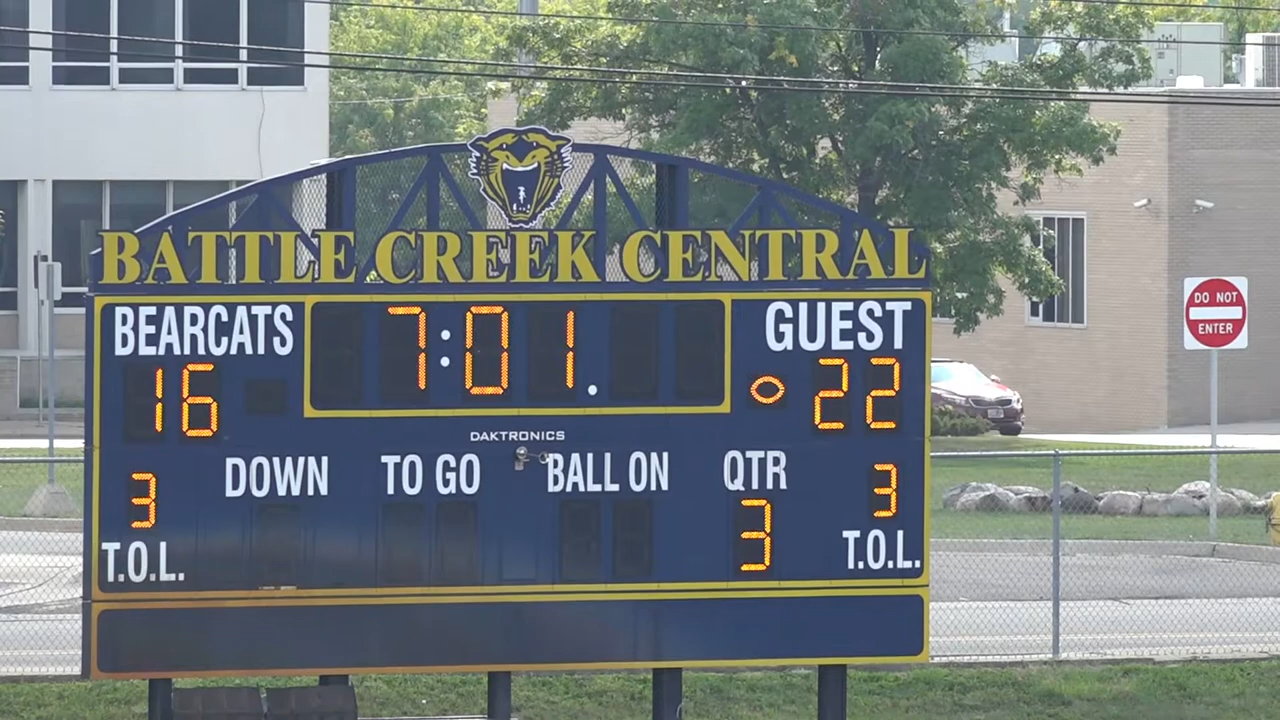 BATTLE CREEK CENTRAL
BEARCATS
7:01.
GUEST
16
22
DAKTRONICS
DOWN
TO GO
BALL ON
QTR
3
3
3
T.O.L.
T.O.L.
DO NOT
ENTER